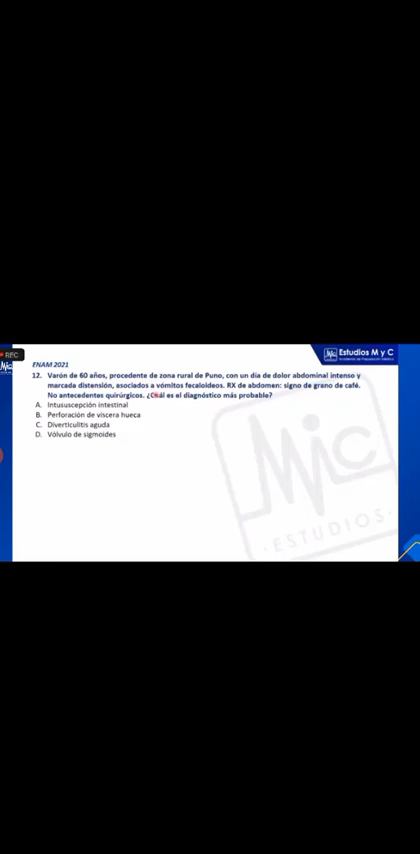 REC
Estudios M y C
ENAM 2021
12. Varón de 60 años, procedente de zona rural de Puno, con un día de dolor abdominal intenso y
marcada distensión, asociados a vómitos fecaloideos. RX de abdomen: signo de grano de café.
No antecedentes quirúrgicos. ¿Cuál es el diagnóstico más probable?
A. Intususcepción intestinal
B. Perforación de víscera hueca
C. Diverticulitis aguda
D. Vólvulo de sigmoides
MYC
· ESTUDIOS ·